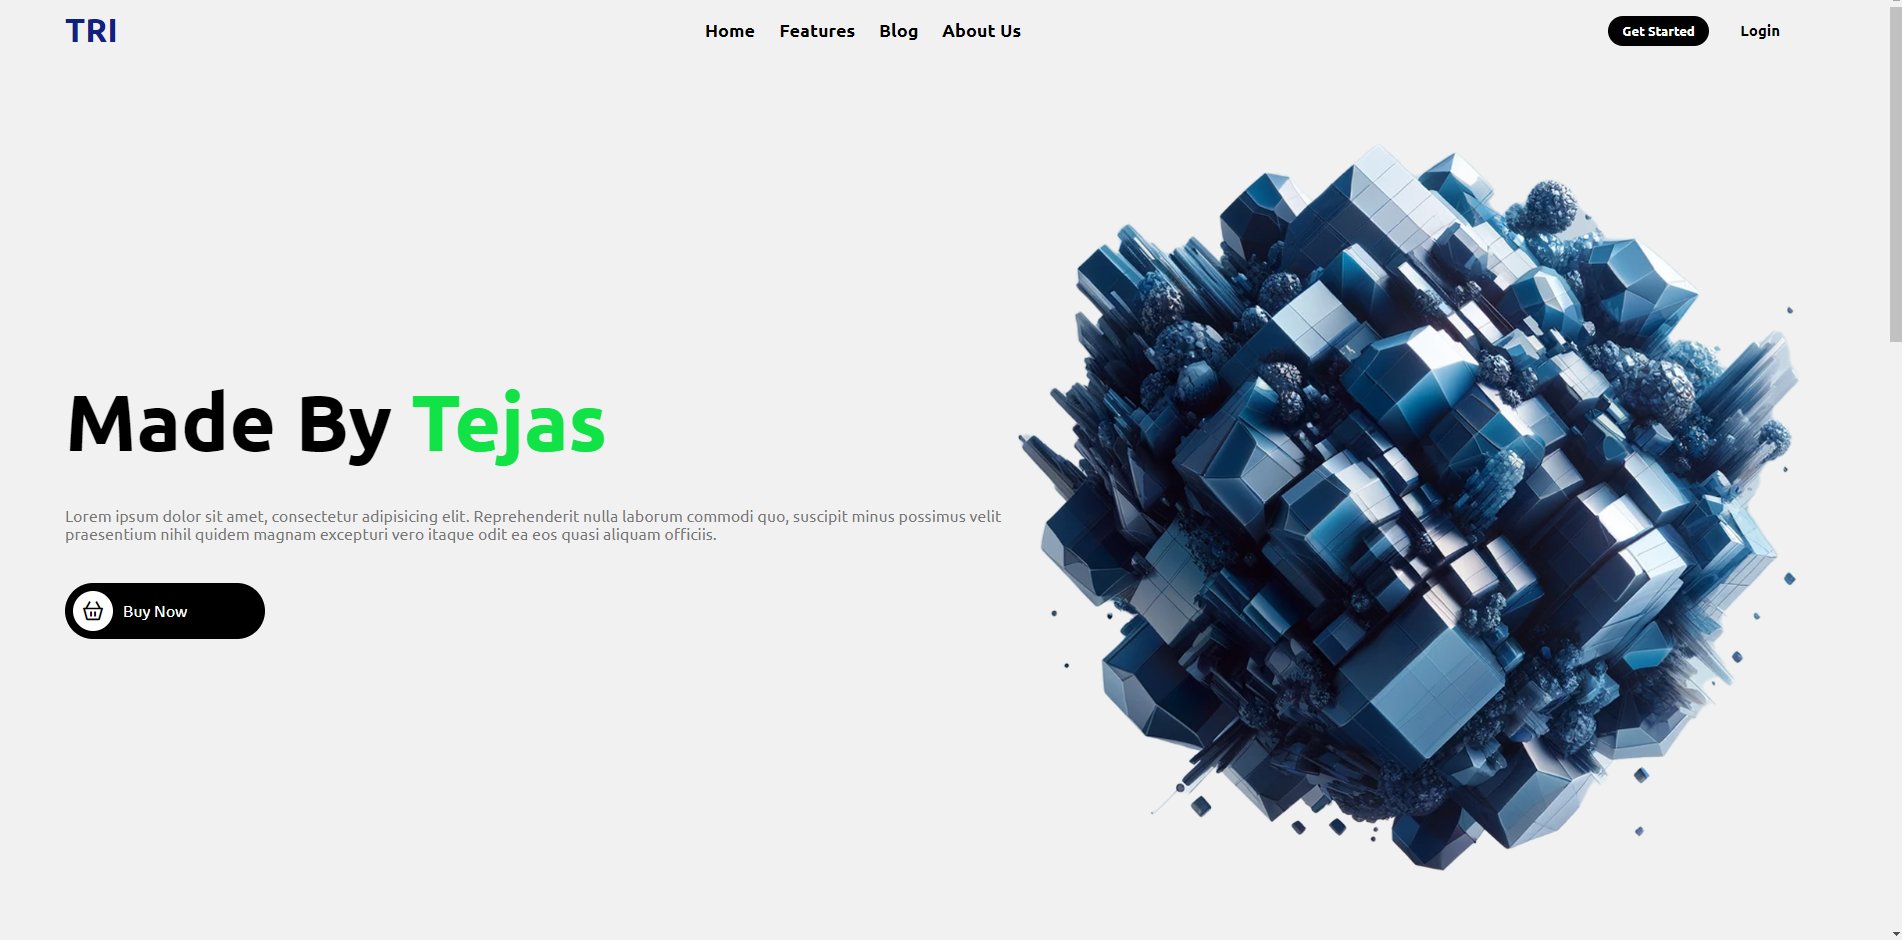 TRI
Home Features Blog About Us
Get Started Login
Made By Tejas
Lorem ipsum dolor sit amet, consectetur adipisicing elit. Reprehenderit nulla laborum commodi quo, suscipit minus possimus velit
praesentium nihil quidem magnam excepturi vero itaque odit ea eos quasi aliquam officiis.
Buy Now